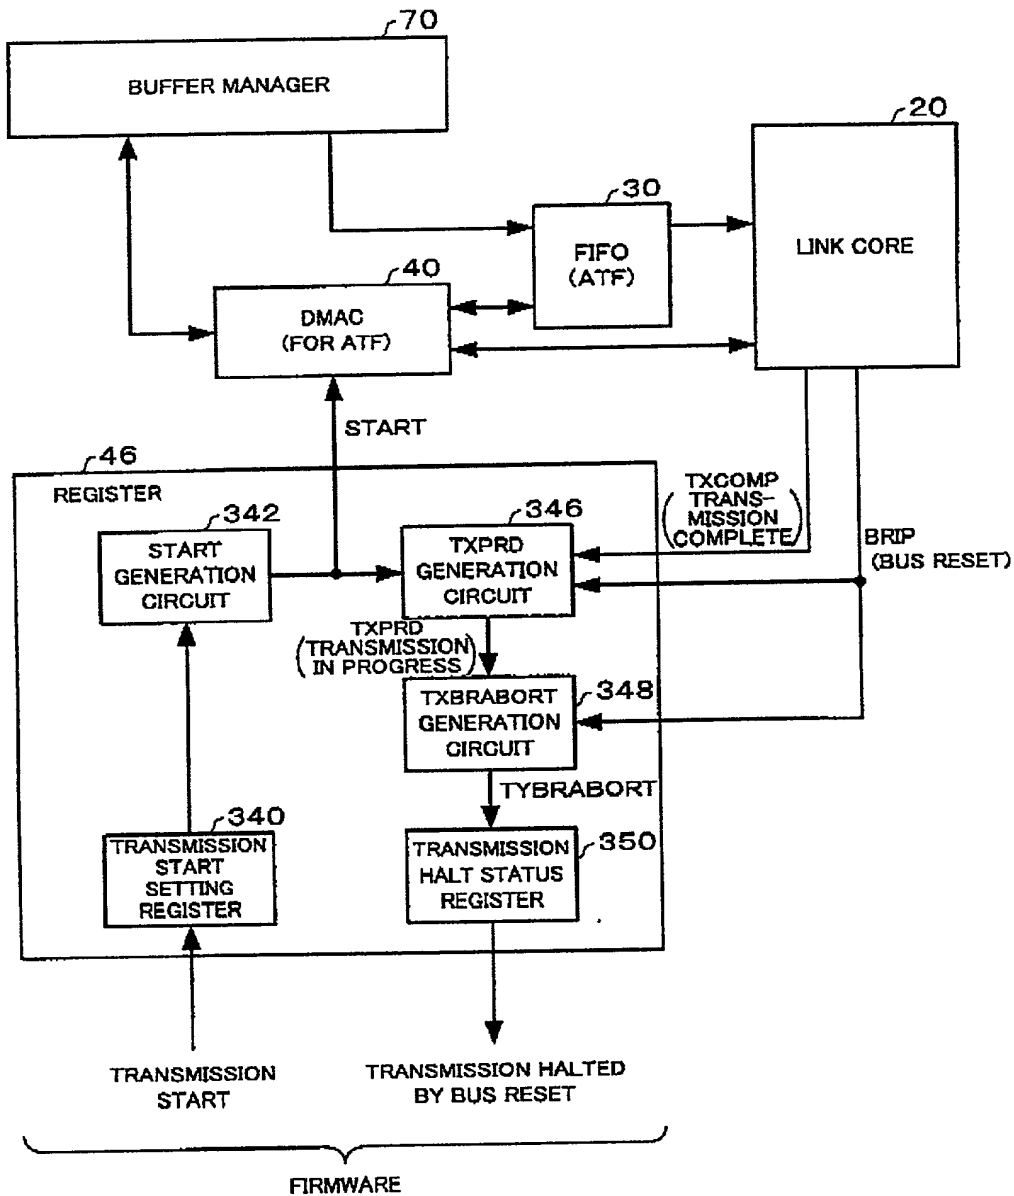 70
BUFFER MANAGER
20
LINK CORE
30
FIFO
(ATF)
40
DMAC
(FOR ATF)
START
46
REGISTER
342
START
GENERATION
CIRCUIT
346
TXPRD
GENERATION
CIRCUIT
TXCOMP
(TRANS-
MISSION
COMPLETE)
BRIP
(BUS RESET)
TXPRD
(TRANSMISSION
IN PROGRESS)
348
TXBRABORT
GENERATION
CIRCUIT
TYBRABORT
340
TRANSMISSION
START
SETTING
REGISTER
350
TRANSMISSION
HALT STATUS
REGISTER
TRANSMISSION
START
TRANSMISSION HALTED
BY BUS RESET
FIRMWARE